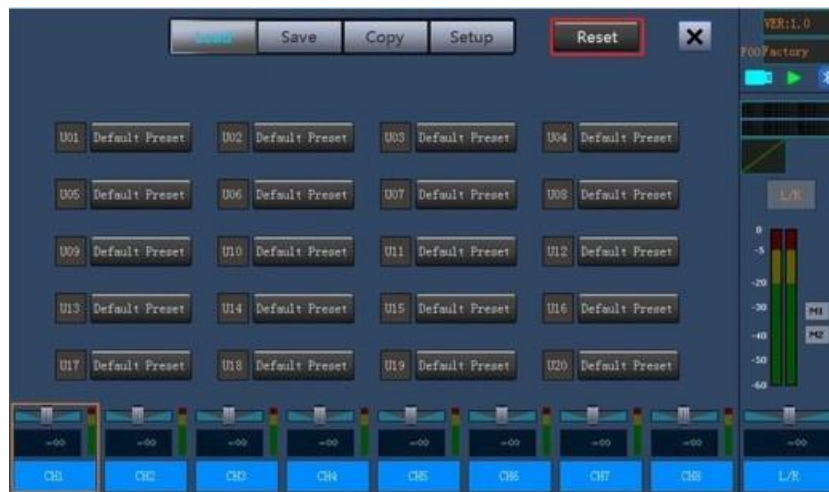 Load Save Copy Setup Reset X VER:1.0
F00 Factory
U01 Default Preset U02 Default Preset U03 Default Preset U04 Default Preset
L/R
U05 Default Preset U06 Default Preset U07 Default Preset U08 Default Preset
0
-5
U09 Default Preset U10 Default Preset U11 Default Preset U12 Default Preset
-20
U13 Default Preset U14 Default Preset U15 Default Preset U16 Default Preset
-30 M1
-40 M2
U17 Default Preset U18 Default Preset U19 Default Preset U20 Default Preset
-50
-60
-∞ -∞ -∞ -∞ -∞ -∞ -∞ -∞ -∞
CH1 CH2 CH3 CH4 CH5 CH6 CH7 CH8 L/R